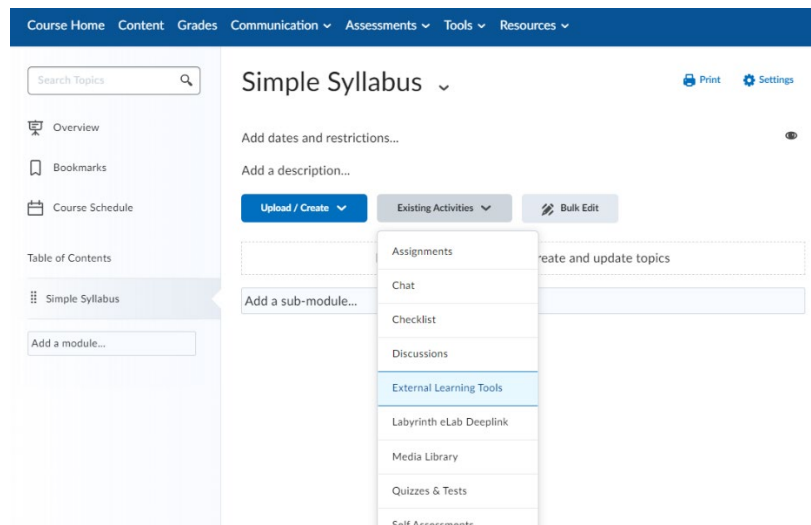 Course Home Content Grades Communication Assessments Tools Resources
Search Topics
Overview
Bookmarks
Course Schedule
Table of Contents
Simple Syllabus
Add a module...
Simple Syllabus
Print Settings
Add dates and restrictions...
Add a description...
Upload / Create Existing Activities Bulk Edit
and update topics
Add a sub-module...
Assignments
Chat
Checklist
Discussions
External Learning Tools
Labyrinth eLab Deeplink
Media Library
Quizzes & Tests
Self Assessments